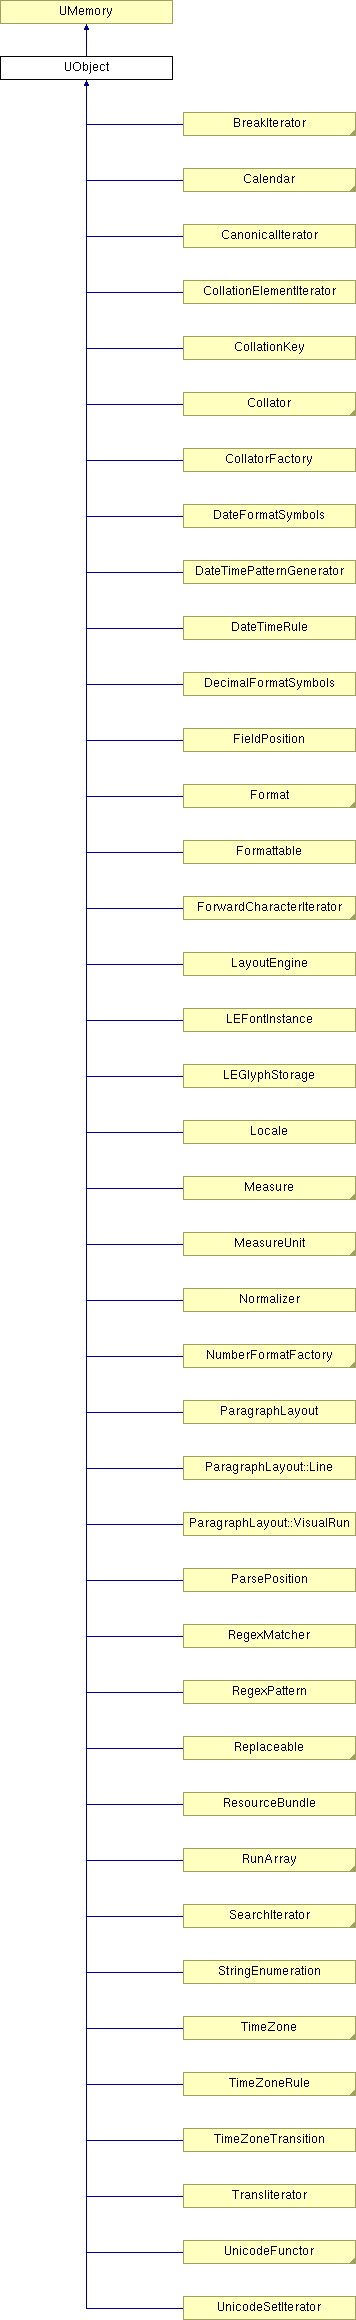 UMemory
UObject
BreakIterator
Calendar
CanonicalIterator
CollationElementIterator
CollationKey
Collator
CollatorFactory
DateFormatSymbols
DateTimePatternGenerator
DateTimeRule
DecimalFormatSymbols
FieldPosition
Format
Formattable
ForwardCharacterIterator
LayoutEngine
LEFontInstance
LEGlyphStorage
Locale
Measure
MeasureUnit
Normalizer
NumberFormatFactory
ParagraphLayout
ParagraphLayout::Line
ParagraphLayout::VisualRun
ParsePosition
RegexMatcher
RegexPattern
Replaceable
ResourceBundle
RunArray
SearchIterator
StringEnumeration
TimeZone
TimeZoneRule
TimeZoneTransition
Transliterator
UnicodeFunctor
UnicodeSetIterator